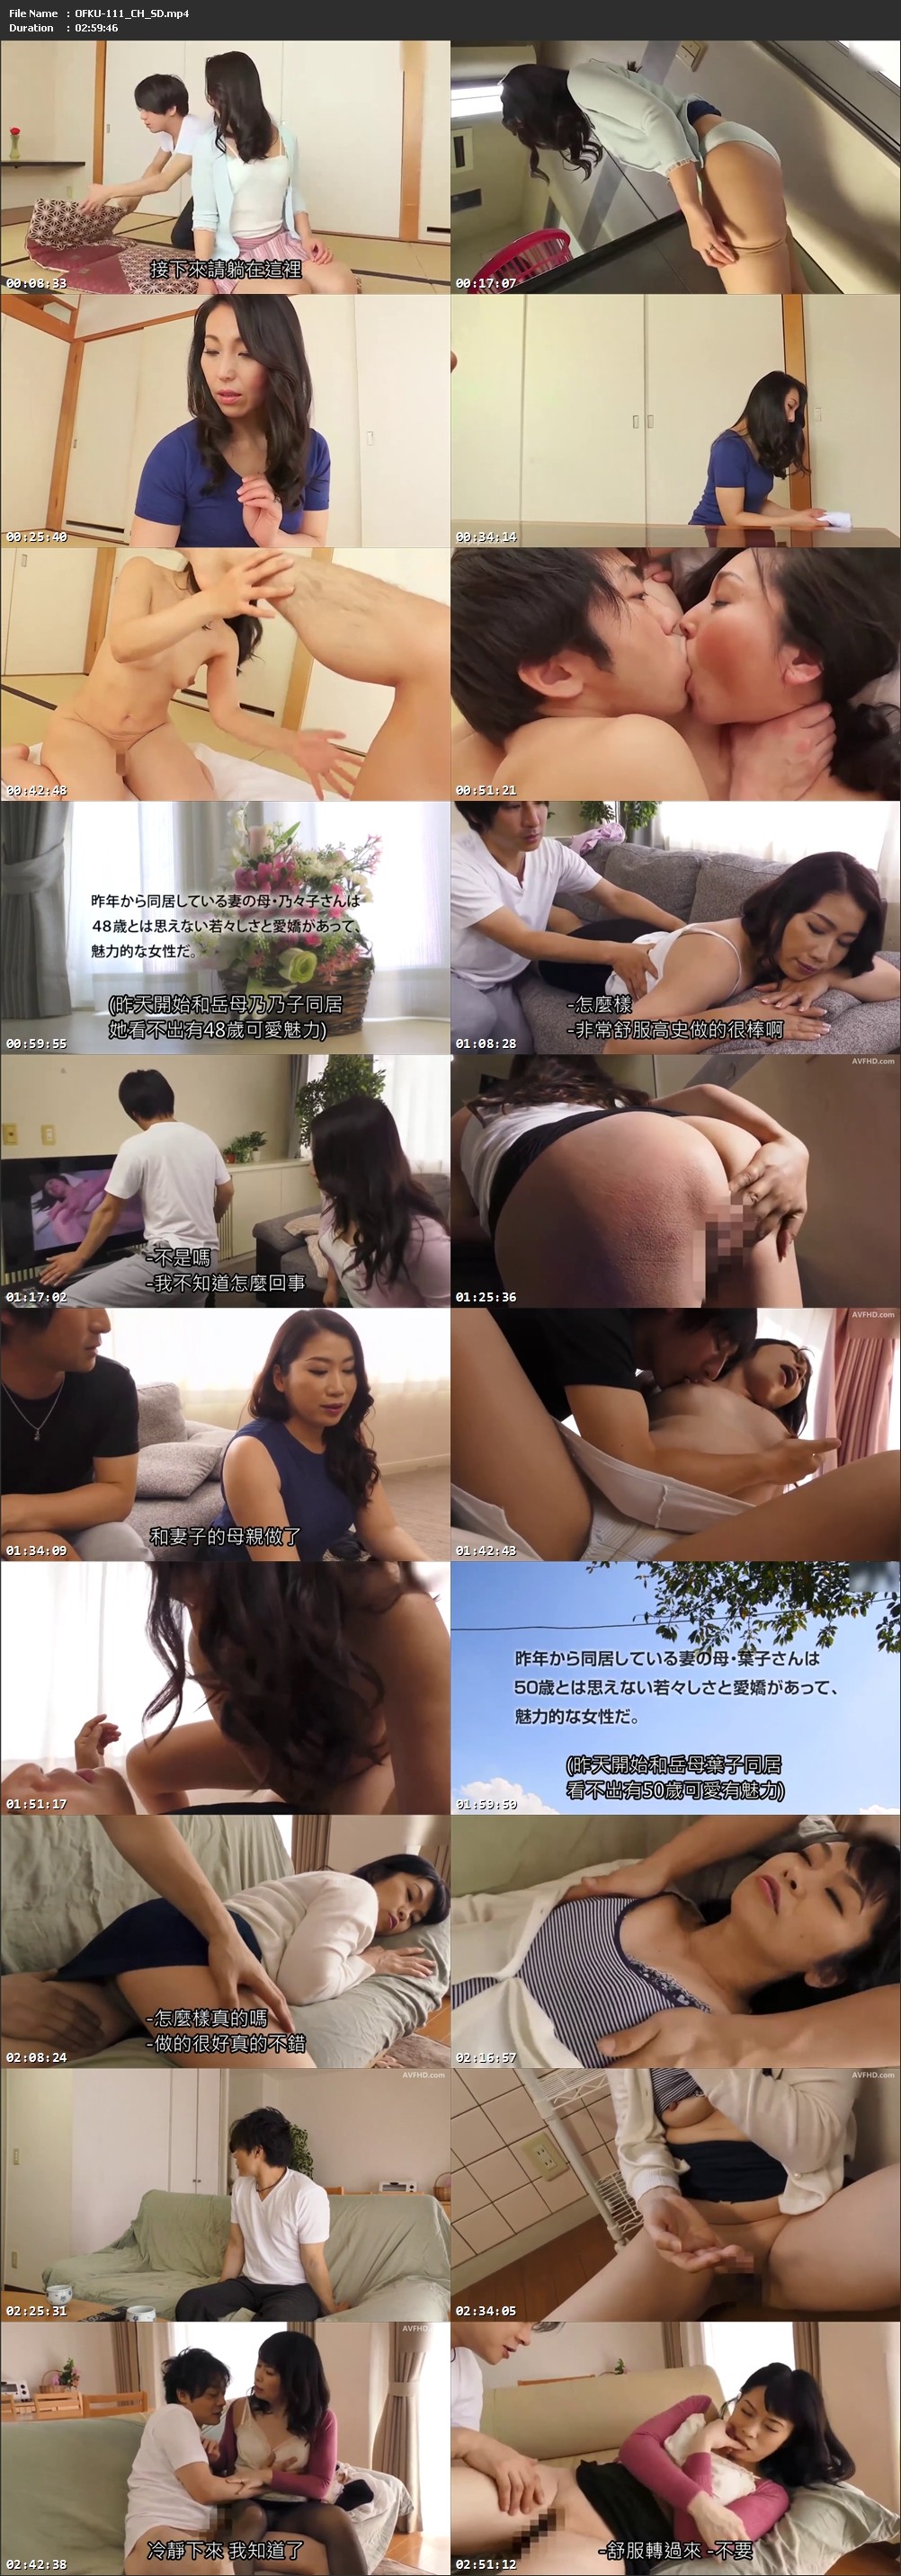 File Name : OFKU-111_CH_SD.mp4
Duration : 02:59:46
接下來請躺在這裡
00:08:33
00:17:07
00:25:40
00:34:14
00:42:48
00:51:21
昨年から同居している妻の母・乃々子さんは
48歳とは思えない若々しさと愛嬌があって、
魅力的な女性だ。
(昨天開始和岳母乃乃子同居
她看不出有48歲可愛魅力)
00:59:55
-怎麼樣
-非常舒服高史做的很棒啊
01:08:28
-不是嗎
-我不知道怎麼回事
01:17:02
AVFHD.com
01:25:36
和妻子的母親做了
01:34:09
AVFHD.com
01:42:43
01:51:17
昨年から同居している妻の母・葉子さんは
50歳とは思えない若々しさと愛嬌があって、
魅力的な女性だ。
(昨天開始和岳母葉子同居
看不出有50歲可愛有魅力)
01:59:50
-怎麼樣真的嗎
-做的很好真的不錯
02:08:24
02:16:57
AVFHD.com
02:25:31
AVFHD.com
02:34:05
AVFHD.com
冷靜下來 我知道了
02:42:38
-舒服轉過來 -不要
02:51:12